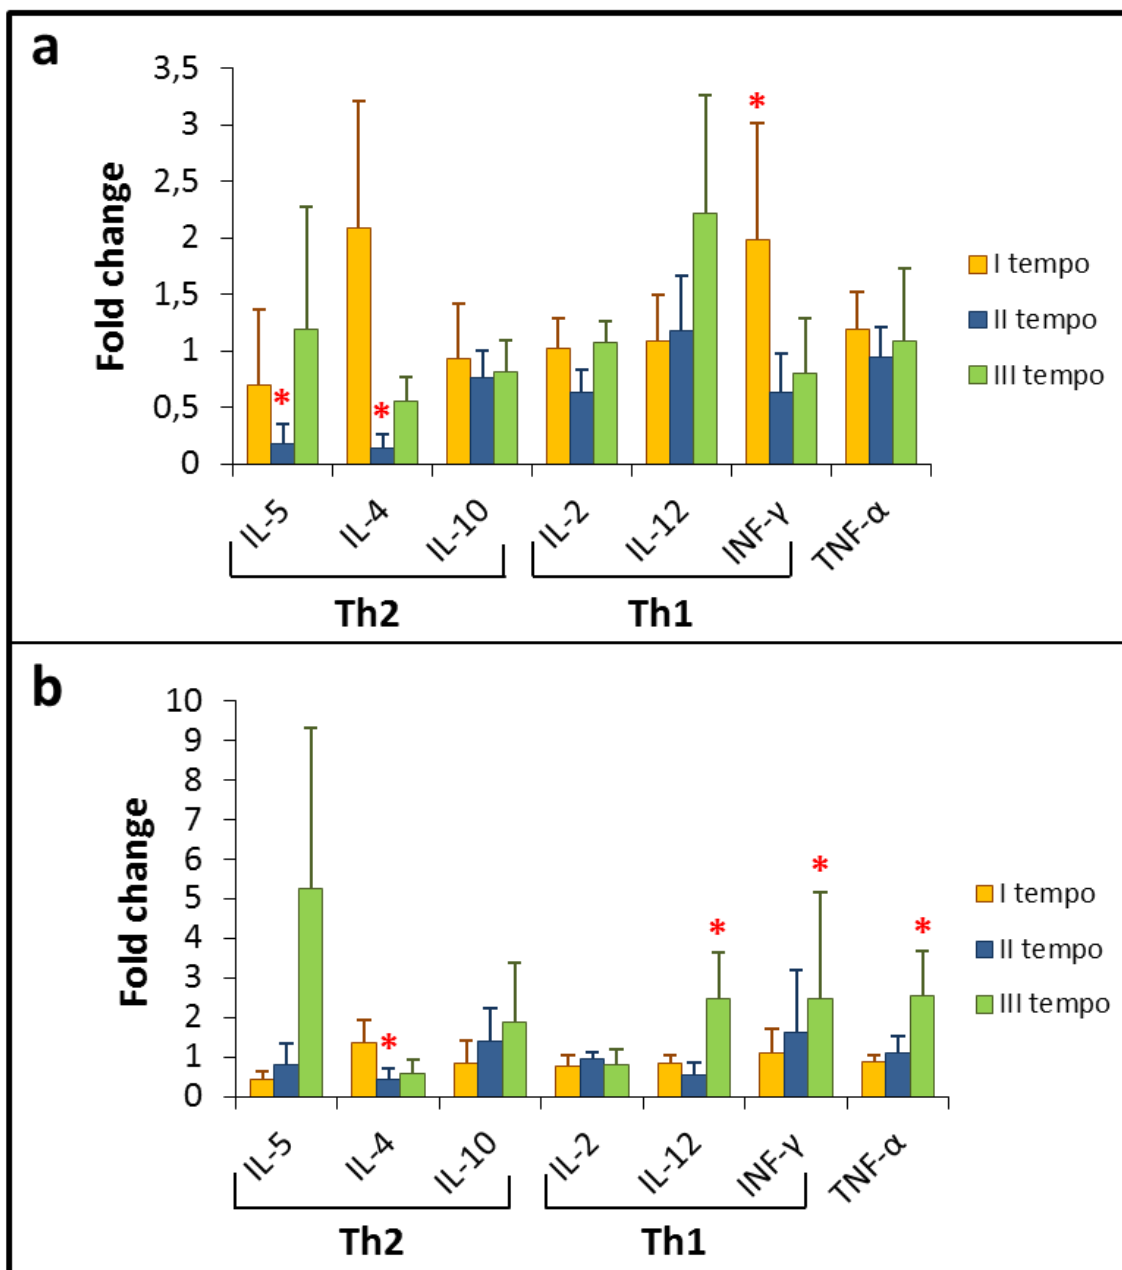 a
Fold change
3,5
3
2,5
2
1,5
1
0,5
0
*
*
*
I tempo
II tempo
III tempo
IL-5
IL-4
IL-10
IL-2
IL-12
INF-γ
TNF-α
Th2
Th1
b
Fold change
10
9
8
7
6
5
4
3
2
1
0
*
*
*
*
I tempo
II tempo
III tempo
IL-5
IL-4
IL-10
IL-2
IL-12
INF-γ
TNF-α
Th2
Th1